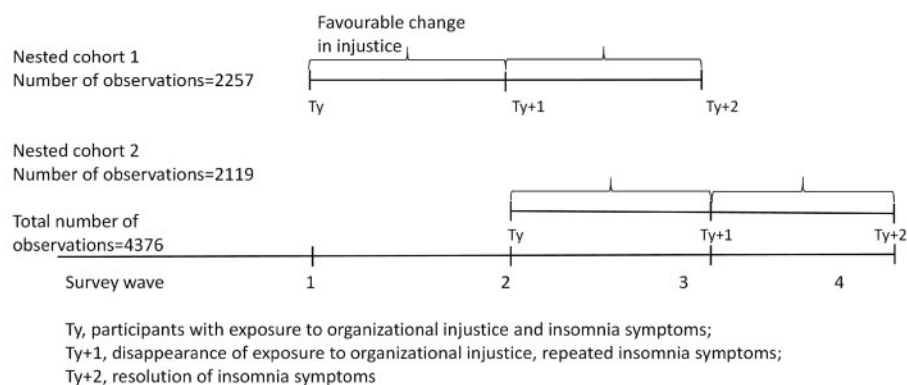 Favourable change
in injustice
Nested cohort 1
Number of observations=2257
Ty
Ty+1
Ty+2
Nested cohort 2
Number of observations=2119
Total number of
observations=4376
Ty
Ty+1
Ty+2
Survey wave
1
2
3
4
Ty, participants with exposure to organizational injustice and insomnia symptoms;
Ty+1, disappearance of exposure to organizational injustice, repeated insomnia symptoms;
Ty+2, resolution of insomnia symptoms